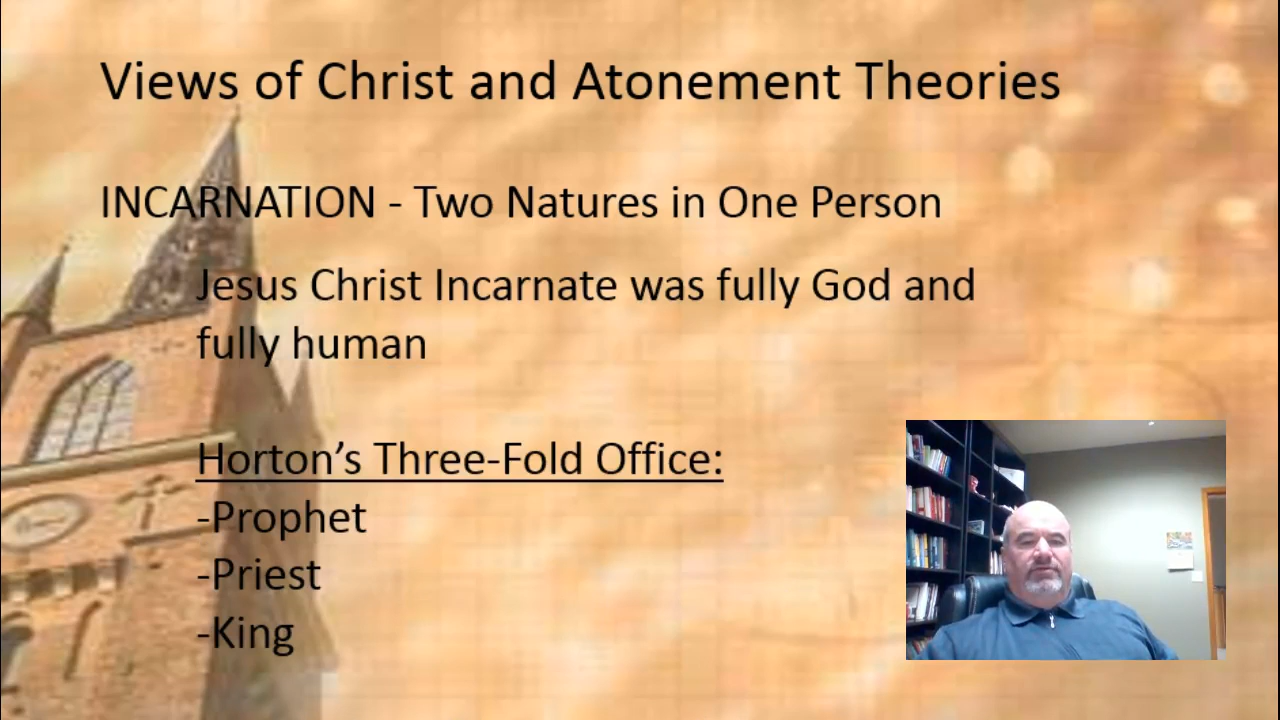 Views of Christ and Atonement Theories
INCARNATION - Two Natures in One Person
Jesus Christ Incarnate was fully God and
fully human
Horton’s Three-Fold Office:
-Prophet
-Priest
-King